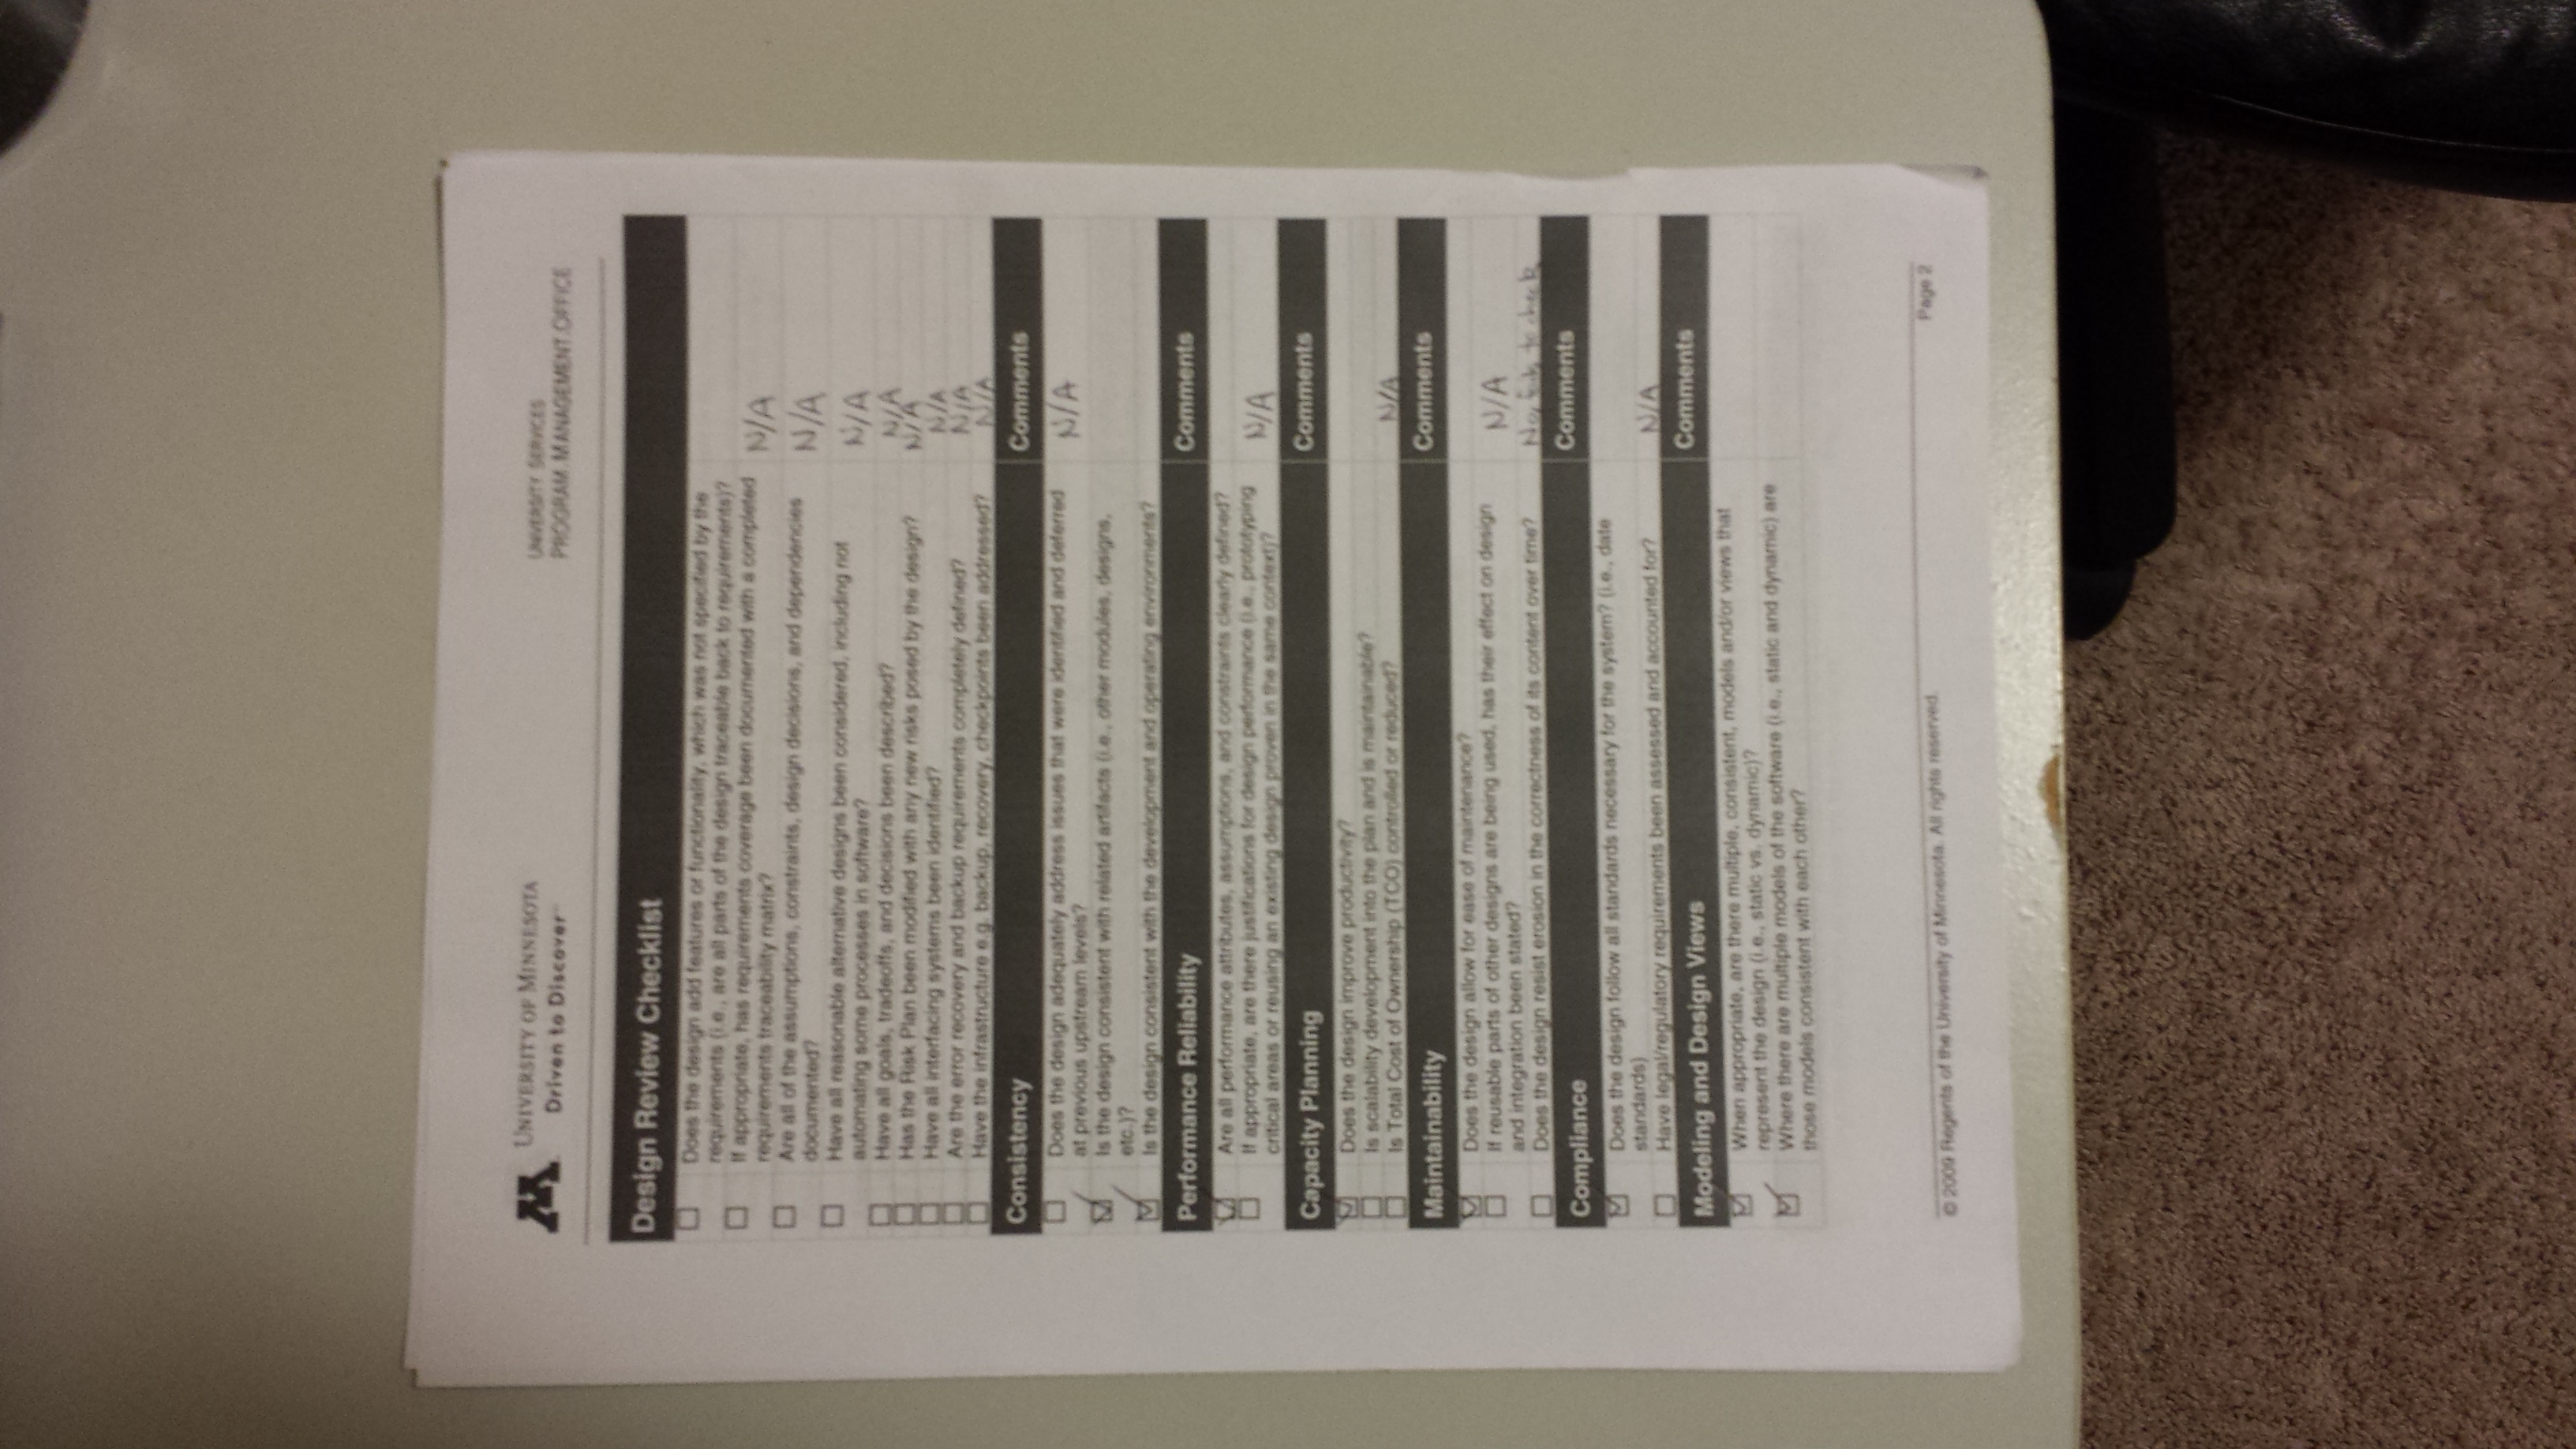 UNIVERSITY OF MINNESOTA
Driven to Discover
UNIVERSITY SERVICES
PROGRAM MANAGEMENT OFFICE
Design Review Checklist
Does the design add features or functionality, which was not specified by the
requirements (i.e., are all parts of the design traceable back to requirements)?
If appropriate, has requirements coverage been documented with a completed
requirements traceability matrix?
N/A
Are all of the assumptions, constraints, design decisions, and dependencies
documented?
N/A
Have all reasonable alternative designs been considered, including not
automating some processes in software?
N/A
Have all goals, tradeoffs, and decisions been described? N/A
Has the Risk Plan been modified with any new risks posed by the design? N/A
Have all interfacing systems been identified? N/A
Are the error recovery and backup requirements completely defined? N/A
Have the infrastructure e.g. backup, recovery, checkpoints been addressed? N/A
Consistency Comments
Does the design adequately address issues that were identified and deferred
at previous upstream levels?
N/A
Is the design consistent with related artifacts (i.e., other modules, designs,
etc.)?
Is the design consistent with the development and operating environments?
Performance Reliability Comments
Are all performance attributes, assumptions, and constraints clearly defined?
If appropriate, are there justifications for design performance (i.e., prototyping
critical areas or reusing an existing design proven in the same context)?
N/A
Capacity Planning Comments
Does the design improve productivity?
Is scalability development into the plan and is maintainable?
Is Total Cost of Ownership (TCO) controlled or reduced? N/A
Maintainability Comments
Does the design allow for ease of maintenance?
If reusable parts of other designs are being used, has their effect on design
and integration been stated?
N/A
Does the design resist erosion in the correctness of its content over time? to check
Compliance Comments
Does the design follow all standards necessary for the system? (i.e., date
standards)
Have legal/regulatory requirements been assessed and accounted for? N/A
Modeling and Design Views Comments
When appropriate, are there multiple, consistent, models and/or views that
represent the design (i.e., static vs. dynamic)?
Where there are multiple models of the software (i.e., static and dynamic) are
those models consistent with each other?
© 2009 Regents of the University of Minnesota. All rights reserved.
Page 2